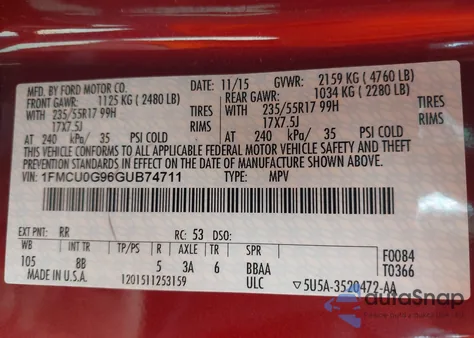 MFD. BY FORD MOTOR CO. DATE: 11/15 GVWR: 2159 KG (4760 LB)
FRONT GAWR: 1125 KG (2480 LB) REAR GAWR: 1034 KG (2280 LB)
WITH 235/55R17 99H TIRES WITH 235/55R17 99H TIRES
17X7.5J RIMS 17X7.5J RIMS
AT 240 kPa/ 35 PSI COLD AT 240 kPa/ 35 PSI COLD
THIS VEHICLE CONFORMS TO ALL APPLICABLE FEDERAL MOTOR VEHICLE SAFETY, BUMPER, AND
THEFT PREVENTION STANDARDS IN EFFECT ON THE DATE OF MANUFACTURE SHOWN ABOVE.
VIN: 1FMCU0G96GUB74711 TYPE: MPV
EXT PNT: RR RC: 53 DSO: F0084
WB INT TR TP/PS R AXLE TR SPR T0366
105 8B 5 3A 6 BBAA
MADE IN U.S.A. 1201511253159 ULC ▽5U5A-3520472-AA
autoSnap